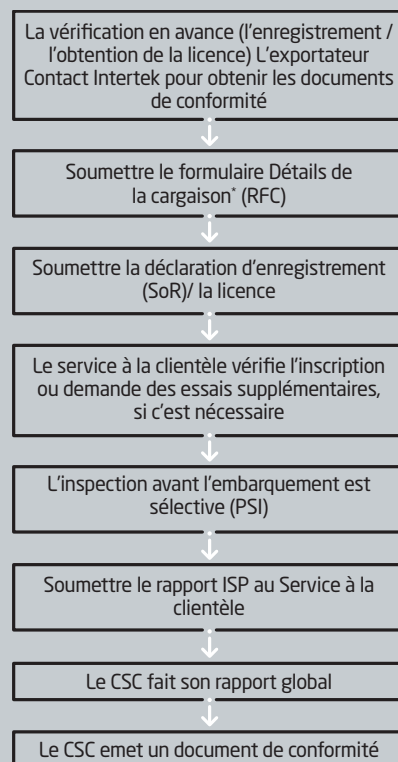 La vérification en avance (l'enregistrement /
l'obtention de la licence) L'exportateur
Contact Intertek pour obtenir les documents
de conformité
Soumettre le formulaire Détails de
la cargaison* (RFC)
Soumettre la déclaration d'enregistrement
(SoR)/ la licence
Le service à la clientèle vérifie l'inscription
ou demande des essais supplémentaires,
si c'est nécessaire
L'inspection avant l'embarquement est
sélective (PSI)
Soumettre le rapport ISP au Service à la
clientèle
Le CSC fait son rapport global
Le CSC emet un document de conformité